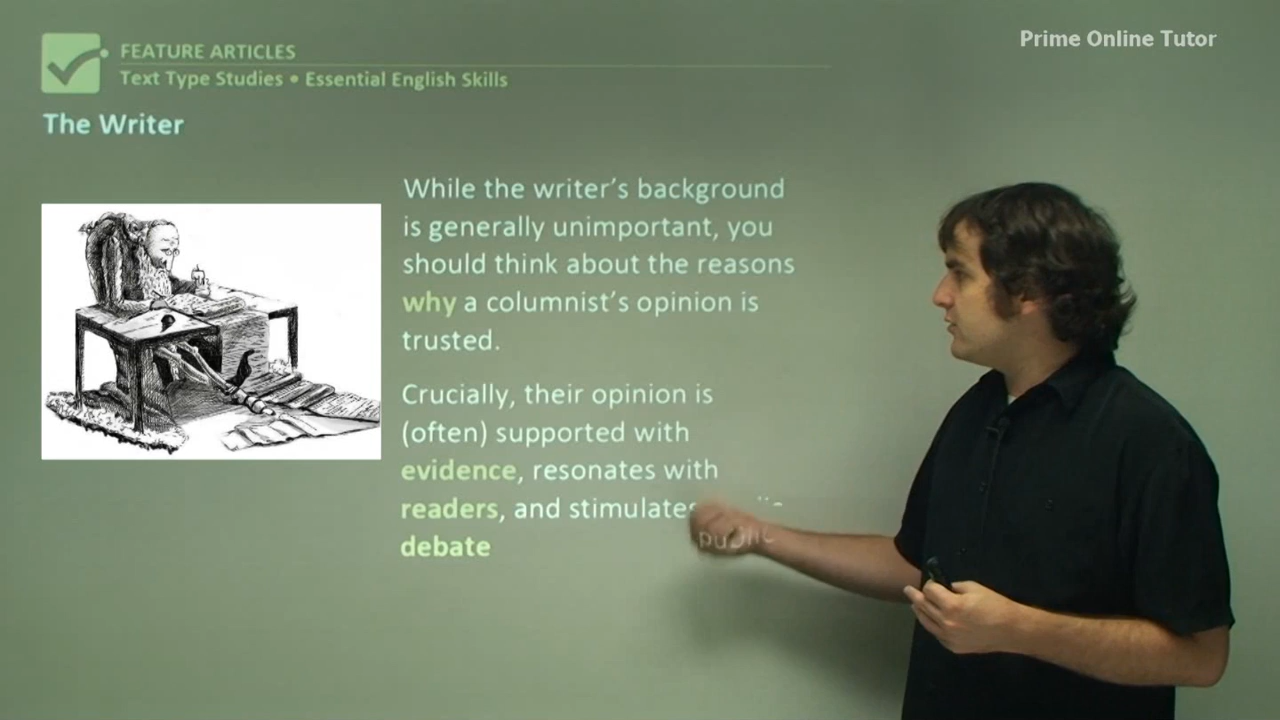 Prime Online Tutor
FEATURE ARTICLES
Text Type Studies • Essential English Skills
The Writer
While the writer’s background
is generally unimportant, you
should think about the reasons
why a columnist’s opinion is
trusted.
Crucially, their opinion is
(often) supported with
evidence, resonates with
readers, and stimulates public
debate